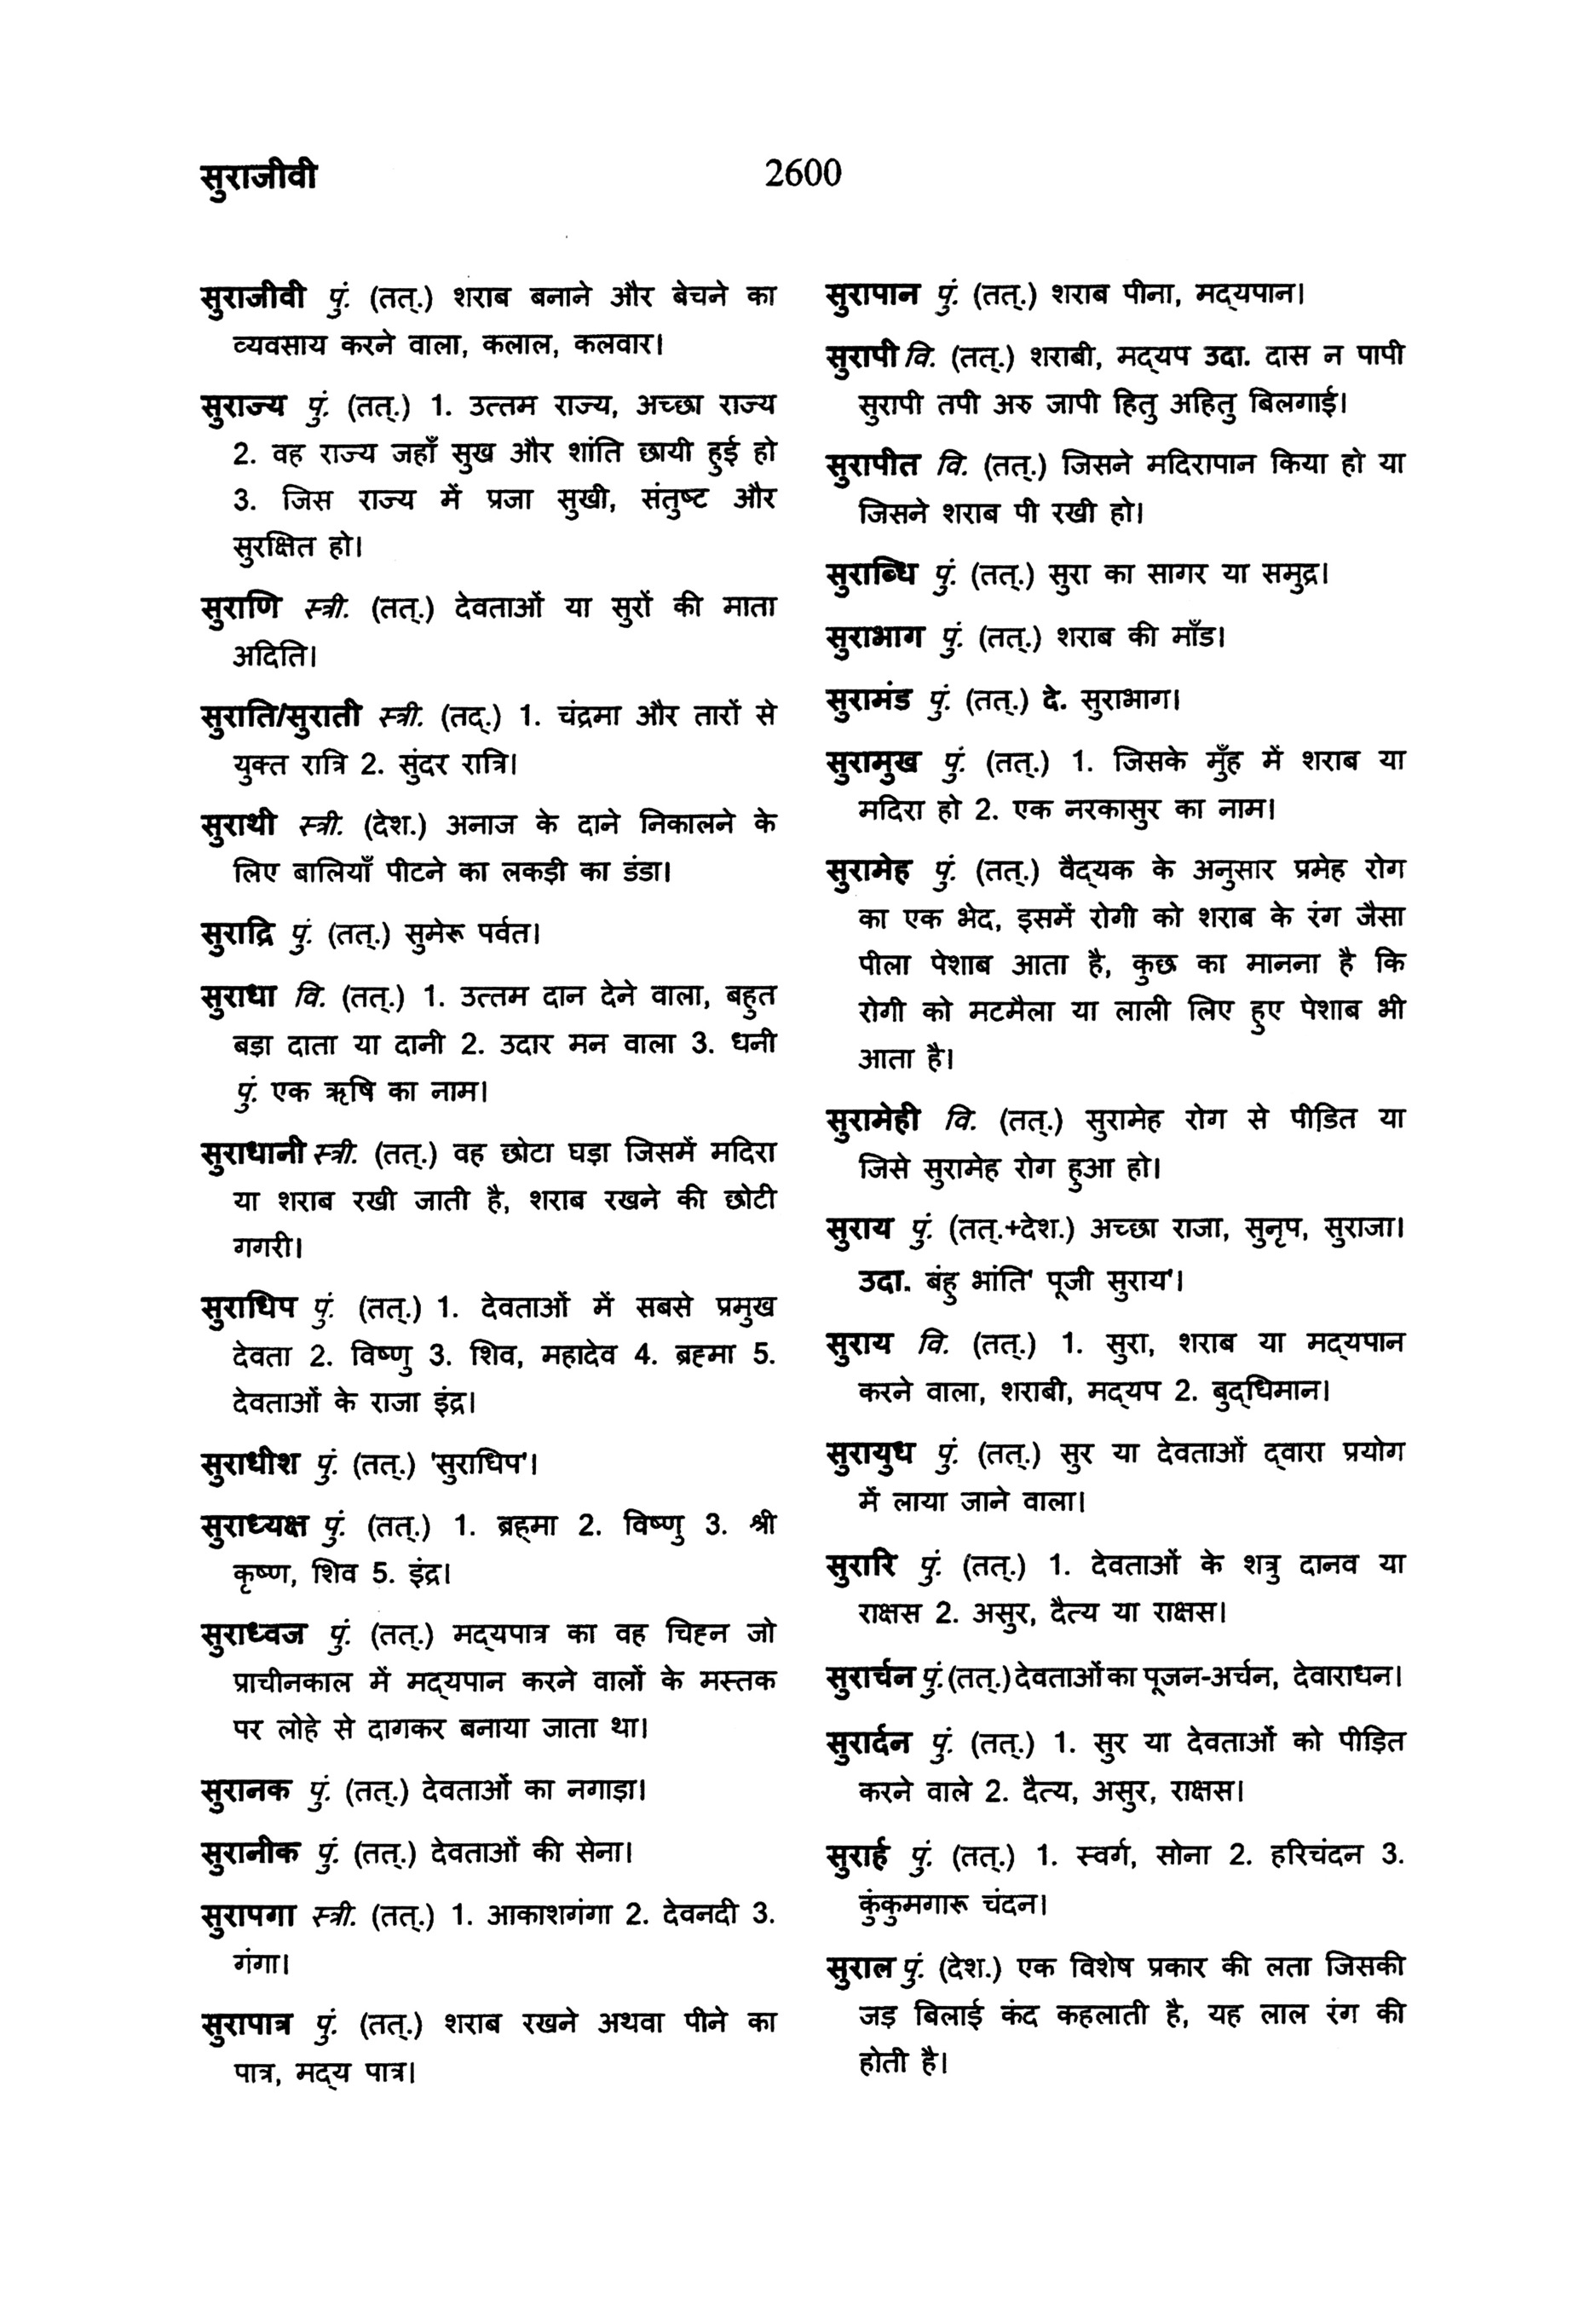 सुराजीवी
2600
सुराजीवी पुं. (तत्.) शराब बनाने और बेचने का
व्यवसाय करने वाला, कलाल, कलवार।
सुराज्य पुं. (तत्.) 1. उत्तम राज्य, अच्छा राज्य
2. वह राज्य जहाँ सुख और शांति छायी हुई हो
3. जिस राज्य में प्रजा सुखी, संतुष्ट और
सुरक्षित हो।
सुराणि स्त्री. (तत्.) देवताओं या सुरों की माता
अदिति।
सुराति/सुराती स्त्री. (तद्.) 1. चंद्रमा और तारों से
युक्त रात्रि 2. सुंदर रात्रि।
सुराथी स्त्री. (देश.) अनाज के दाने निकालने के
लिए बालियाँ पीटने का लकड़ी का डंडा।
सुराद्रि पुं. (तत्.) सुमेरू पर्वत।
सुराधा वि. (तत्.) 1. उत्तम दान देने वाला, बहुत
बड़ा दाता या दानी 2. उदार मन वाला 3. धनी
पुं. एक ऋषि का नाम।
सुराधानी स्त्री. (तत्.) वह छोटा घड़ा जिसमें मदिरा
या शराब रखी जाती है, शराब रखने की छोटी
गगरी।
सुराधिप पुं. (तत्.) 1. देवताओं में सबसे प्रमुख
देवता 2. विष्णु 3. शिव, महादेव 4. ब्रह्मा 5.
देवताओं के राजा इंद्र।
सुराधीश पुं. (तत्.) 'सुराधिप'।
सुराध्यक्ष पुं. (तत्.) 1. ब्रह्मा 2. विष्णु 3. श्री
कृष्ण, शिव 5. इंद्र।
सुराध्वज पुं. (तत्.) मद्यपात्र का वह चिह्न जो
प्राचीनकाल में मद्यपान करने वालों के मस्तक
पर लोहे से दागकर बनाया जाता था।
सुरानक पुं. (तत्.) देवताओं का नगाड़ा।
सुरानीक पुं. (तत्.) देवताओं की सेना।
सुरापगा स्त्री. (तत्.) 1. आकाशगंगा 2. देवनदी 3.
गंगा।
सुरापात्र पुं. (तत्.) शराब रखने अथवा पीने का
पात्र, मद्य पात्र।
सुरापान पुं. (तत्.) शराब पीना, मद्यपान।
सुरापी वि. (तत्.) शराबी, मद्यप उदा. दास न पापी
सुरापी तपी अरु जापी हितु अहितु बिलगाई।
सुरापीत वि. (तत्.) जिसने मदिरापान किया हो या
जिसने शराब पी रखी हो।
सुराब्धि पुं. (तत्.) सुरा का सागर या समुद्र।
सुराभाग पुं. (तत्.) शराब की माँड।
सुरामंड पुं. (तत्.) दे. सुराभाग।
सुरामुख पुं. (तत्.) 1. जिसके मुँह में शराब या
मदिरा हो 2. एक नरकासुर का नाम।
सुरामेह पुं. (तत्.) वैद्यक के अनुसार प्रमेह रोग
का एक भेद, इसमें रोगी को शराब के रंग जैसा
पीला पेशाब आता है, कुछ का मानना है कि
रोगी को मटमैला या लाली लिए हुए पेशाब भी
आता है।
सुरामेही वि. (तत्.) सुरामेह रोग से पीडित या
जिसे सुरामेह रोग हुआ हो।
सुराय पुं. (तत्.+देश.) अच्छा राजा, सुनृप, सुराजा।
उदा. बंहु भांति' पूजी सुराय'।
सुराय वि. (तत्.) 1. सुरा, शराब या मद्यपान
करने वाला, शराबी, मद्यप 2. बुद्धिमान।
सुरायुध पुं. (तत्.) सुर या देवताओं द्वारा प्रयोग
में लाया जाने वाला।
सुरारि पुं. (तत्.) 1. देवताओं के शत्रु दानव या
राक्षस 2. असुर, दैत्य या राक्षस।
सुरार्चन पुं. (तत्.) देवताओं का पूजन-अर्चन, देवाराधन।
सुरार्दन पुं. (तत्.) 1. सुर या देवताओं को पीड़ित
करने वाले 2. दैत्य, असुर, राक्षस।
सुरार्ह पुं. (तत्.) 1. स्वर्ग, सोना 2. हरिचंदन 3.
कुंकुमगारू चंदन।
सुराल पुं. (देश.) एक विशेष प्रकार की लता जिसकी
जड़ बिलाई कंद कहलाती है, यह लाल रंग की
होती है।